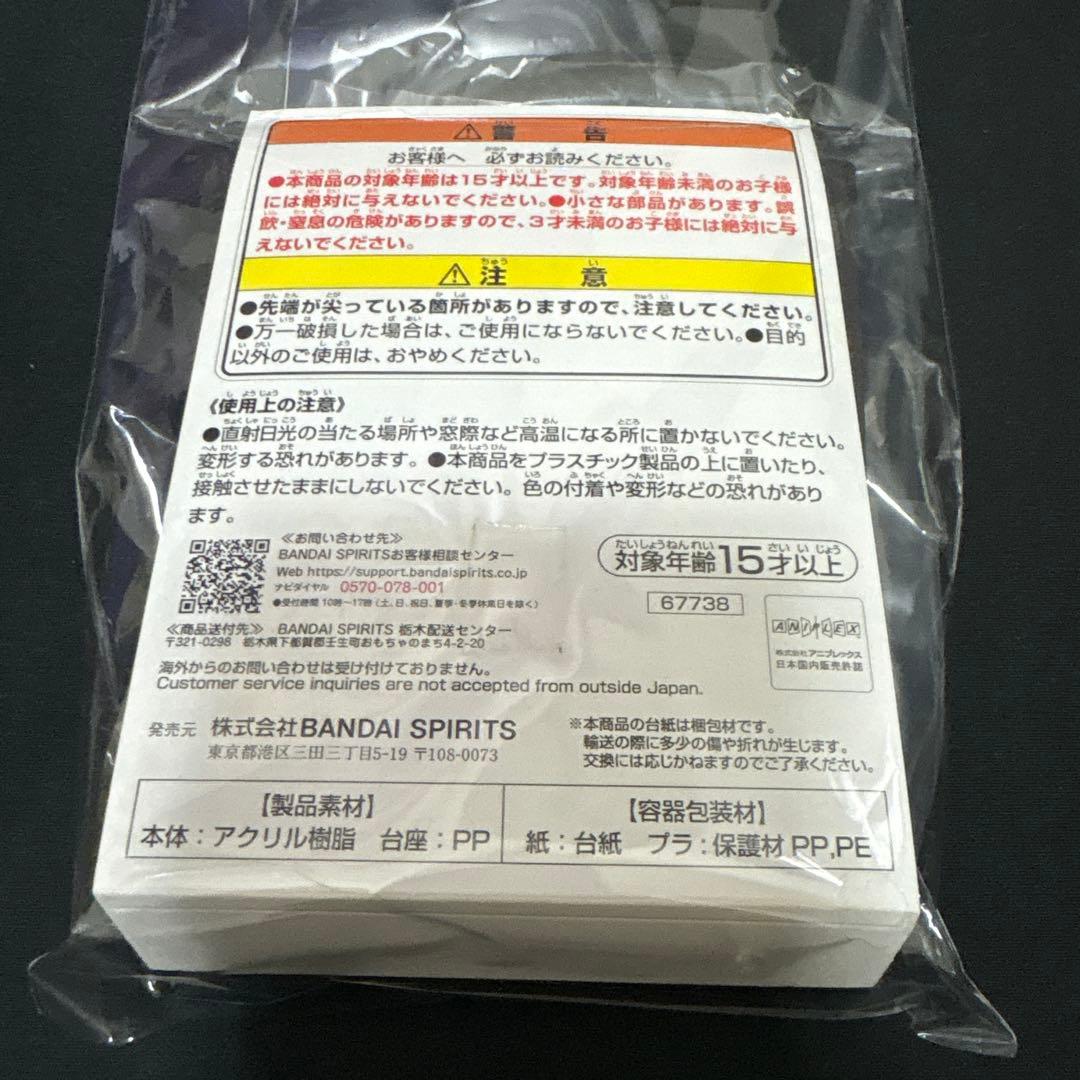 ⚠警告
お客様へ 必ずお読みください。
●本商品の対象年齢は15才以上です。対象年齢未満のお子様
には絶対に与えないでください。●小さな部品があります。誤
飲・窒息の危険がありますので、3才未満のお子様には絶対に与
えないでください。
⚠注意
●先端が尖っている箇所がありますので、注意してください。
●万一破損した場合は、ご使用にならないでください。●目的
以外のご使用は、おやめください。
《使用上の注意》
●直射日光の当たる場所や窓際など高温になる所に置かないでください。
変形する恐れがあります。●本商品をプラスチック製品の上に置いたり、
接触させたままにしないでください。色の付着や変形などの恐れがあり
ます。
≪お問い合わせ先≫
BANDAI SPIRITSお客様相談センター
Web https://support.bandaispirits.co.jp
ナビダイヤル 0570-078-001
●受付時間 10時〜17時(土、日、祝日、夏季・冬季休業日を除く)
≪商品送付先≫ BANDAI SPIRITS 栃木配送センター
〒321-0298 栃木県下都賀郡壬生町おもちゃのまち4-2-20
対象年齢15才以上
67738
ANIPLEX
株式会社アニプレックス
日本国内販売許諾
海外からのお問い合わせは受け付けておりません。
Customer service inquiries are not accepted from outside Japan.
発売元 株式会社BANDAI SPIRITS
東京都港区三田三丁目5-19 〒108-0073
※本商品の台紙は梱包材です。
輸送の際に多少の傷や折れが生じます。
交換には応じかねますのでご了承ください。
【製品素材】
本体:アクリル樹脂 台座:PP
【容器包装材】
紙:台紙 プラ:保護材 PP,PE